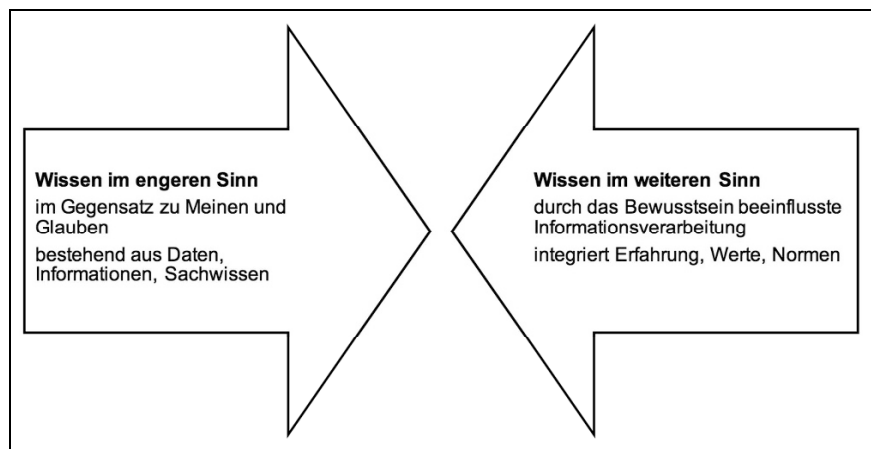 Wissen im engeren Sinn
im Gegensatz zu Meinen und
Glauben
bestehend aus Daten,
Informationen, Sachwissen
Wissen im weiteren Sinn
durch das Bewusstsein beeinflusste
Informationsverarbeitung
integriert Erfahrung, Werte, Normen